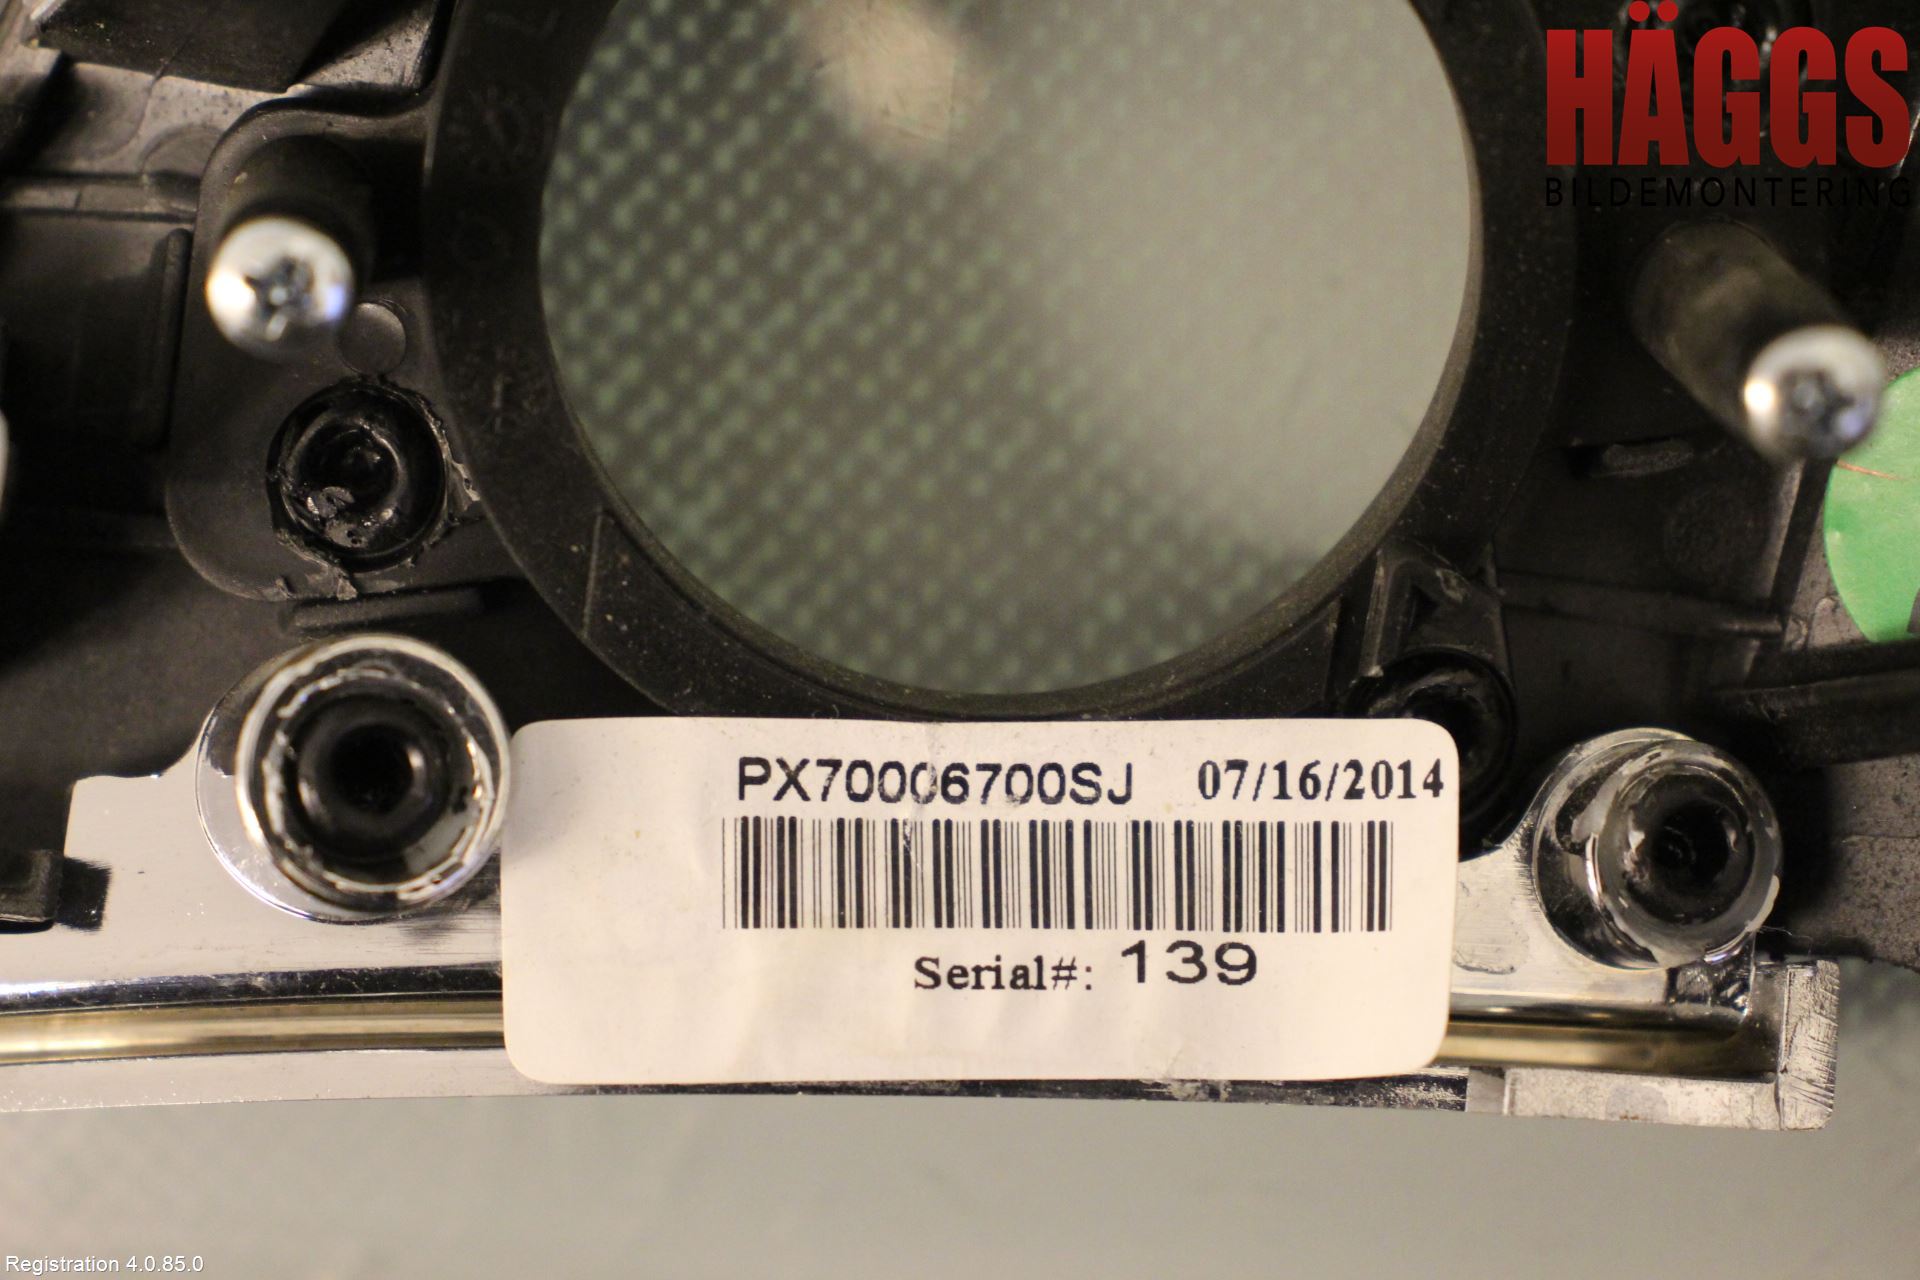 HÄGGS
BILDEMONTERING
PX70006700SJ 07/16/2014
Serial#: 139
Registration 4.0.85.0